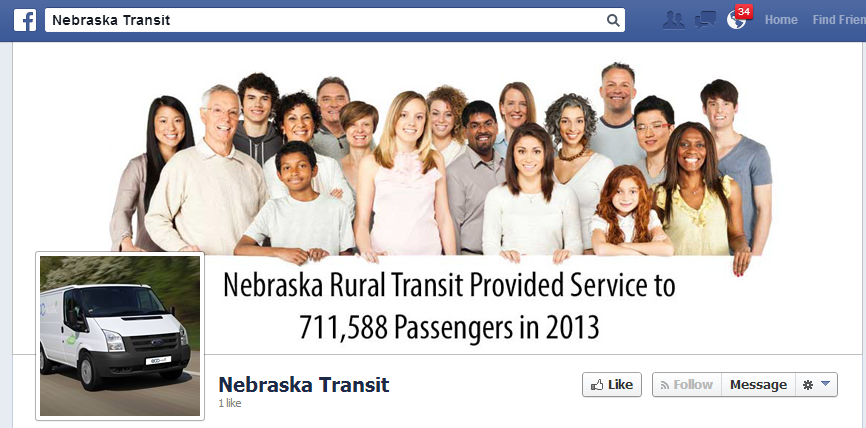 f
Nebraska Transit
34
Home
Find Frien
Nebraska Rural Transit Provided Service to
711,588 Passengers in 2013
Nebraska Transit
1 like
Like
Follow
Message